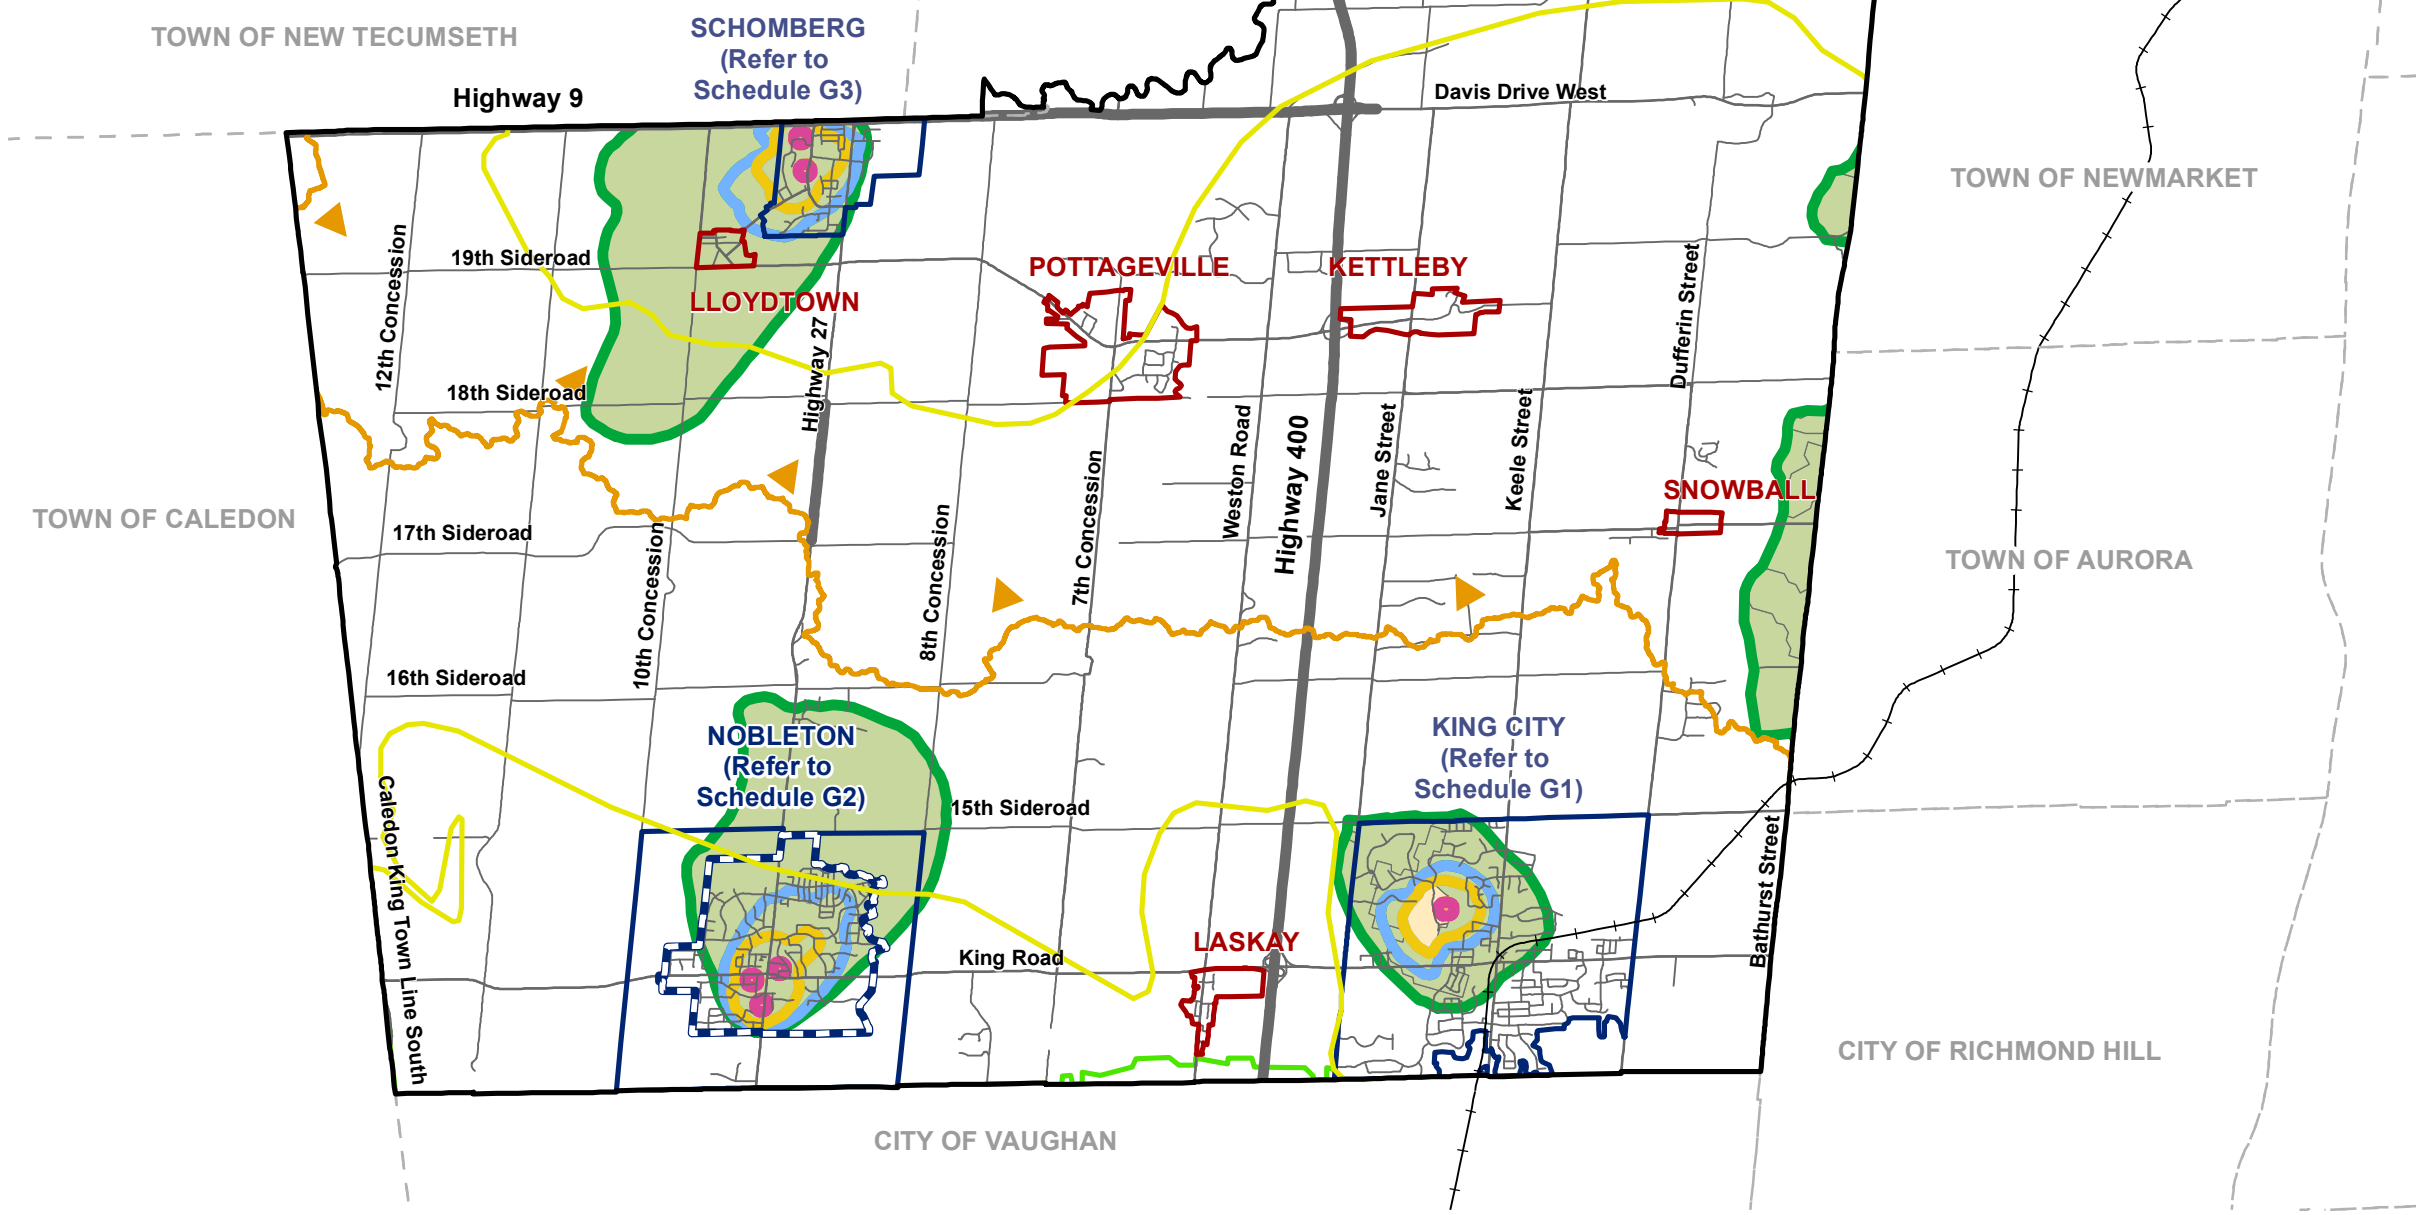 TOWN OF NEW TECUMSETH
SCHOMBERG
(Refer to
Schedule G3)
Highway 9
Davis Drive West
TOWN OF NEWMARKET
12th Concession
19th Sideroad
LLOYDTOWN
POTTAGEVILLE
KETTLEBY
Dufferin Street
18th Sideroad
Highway 27
Weston Road
Highway 400
Jane Street
Keele Street
SNOWBALL
TOWN OF CALEDON
17th Sideroad
10th Concession
8th Concession
7th Concession
TOWN OF AURORA
16th Sideroad
NOBLETON
(Refer to
Schedule G2)
KING CITY
(Refer to
Schedule G1)
15th Sideroad
Caledon King Town Line South
King Road
LASKAY
Bathurst Street
CITY OF RICHMOND HILL
CITY OF VAUGHAN